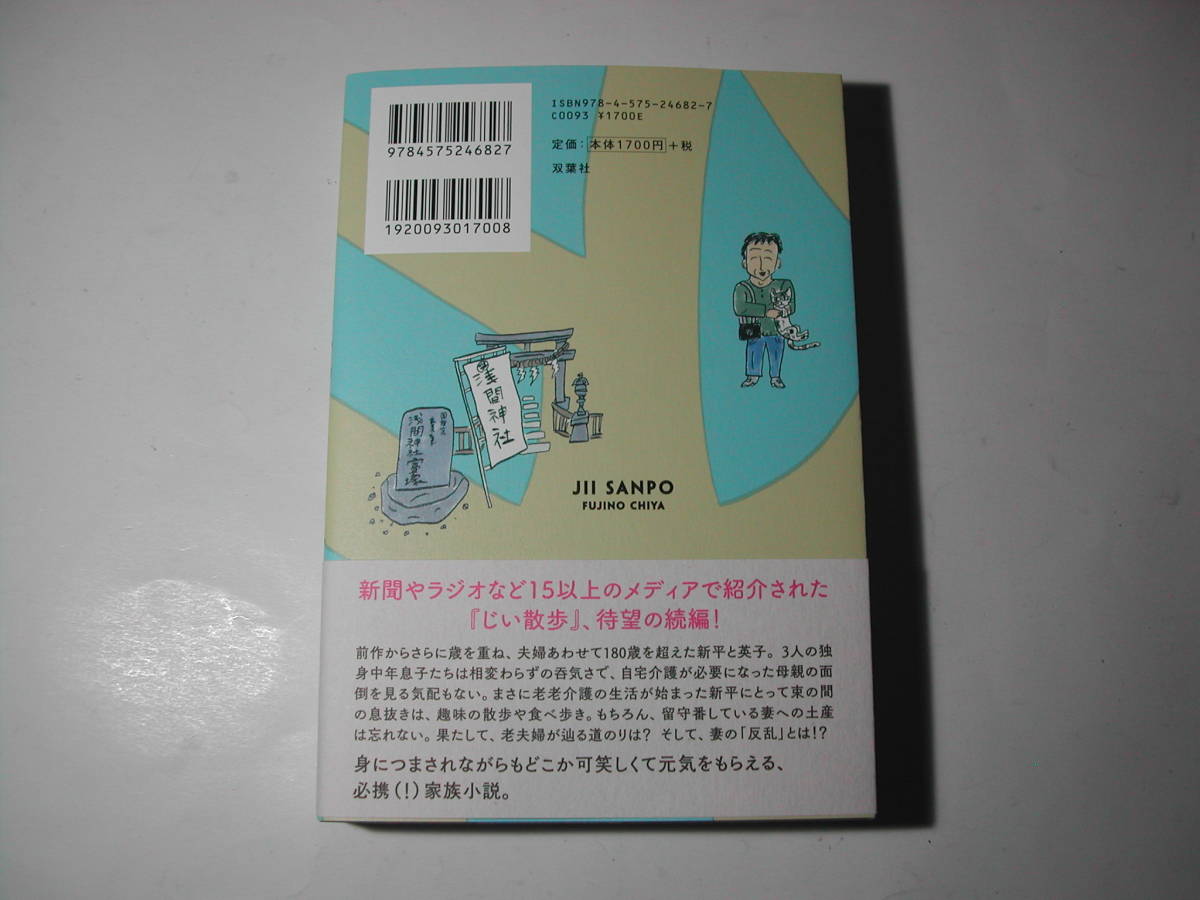 ISBN978-4-575-24682-7
C0093 ¥1700E
9784575246827
定価：本体1700円＋税
双葉社
1920093017008
浅間神社
浅間神社富塚
JII SANPO
FUJINO CHIYA
新聞やラジオなど15以上のメディアで紹介された
『じい散歩』、待望の続編！
前作からさらに歳を重ね、夫婦あわせて180歳を超えた新平と英子。3人の独
身中年息子たちは相変わらずの呑気さで、自宅介護が必要になった母親の面
倒を見る気配もない。まさに老老介護の生活が始まった新平にとって束の間
の息抜きは、趣味の散歩や食べ歩き。もちろん、留守番している妻への土産
は忘れない。果たして、老夫婦が辿る道のりは？ そして、妻の「反乱」とは！？
身につまされながらもどこか可笑しくて元気をもらえる、
必携（！）家族小説。